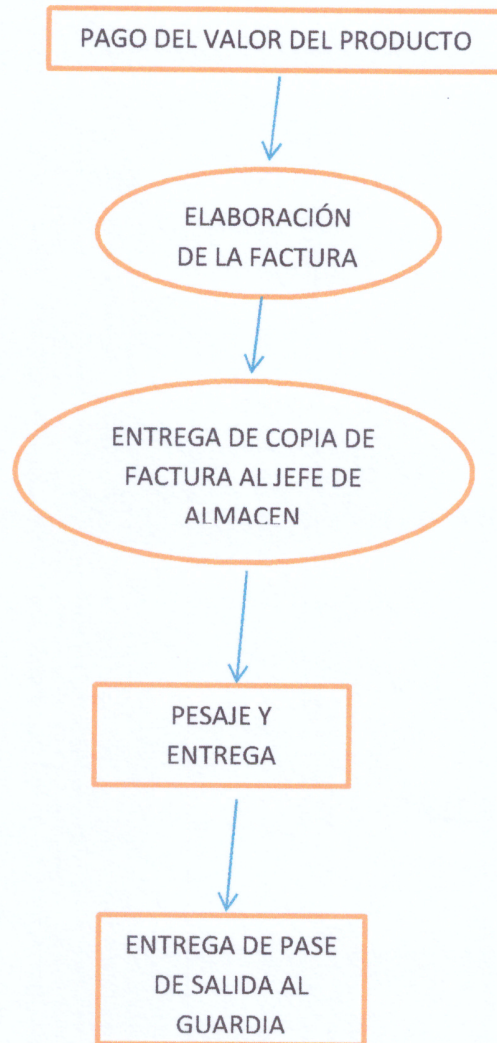 PAGO DEL VALOR DEL PRODUCTO
ELABORACIÓN
DE LA FACTURA
ENTREGA DE COPIA DE
FACTURA AL JEFE DE
ALMACEN
PESAJE Y
ENTREGA
ENTREGA DE PASE
DE SALIDA AL
GUARDIA